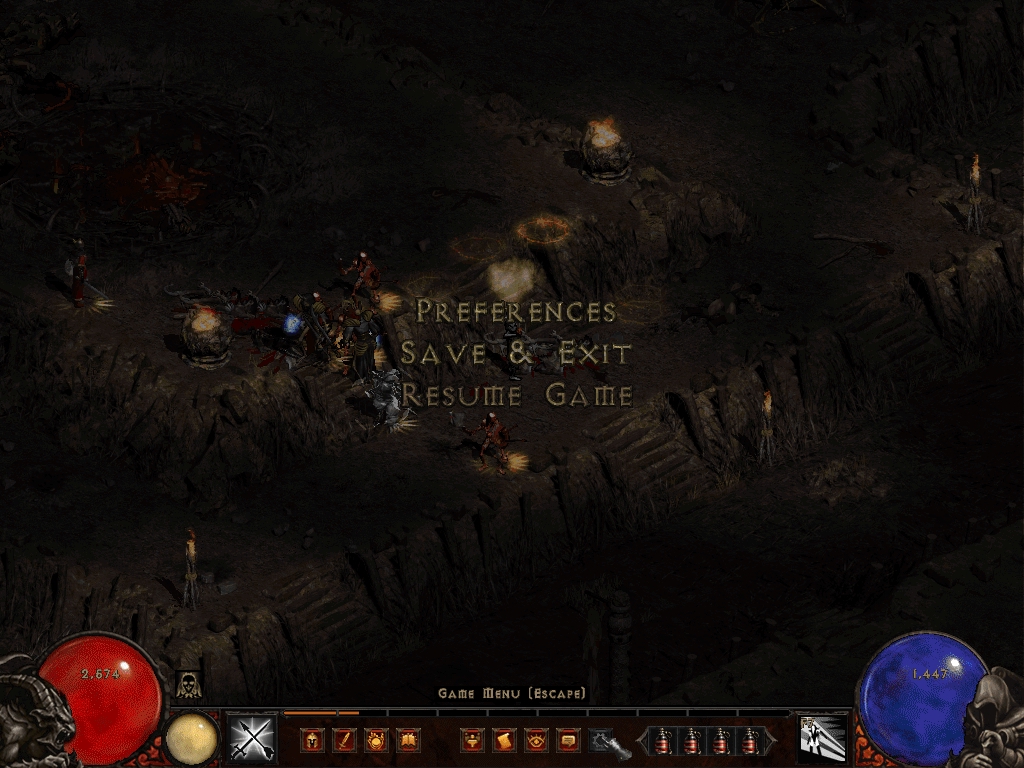 Preferences
Save & Exit
Resume Game
2,674
1,447
Game Menu (Escape)